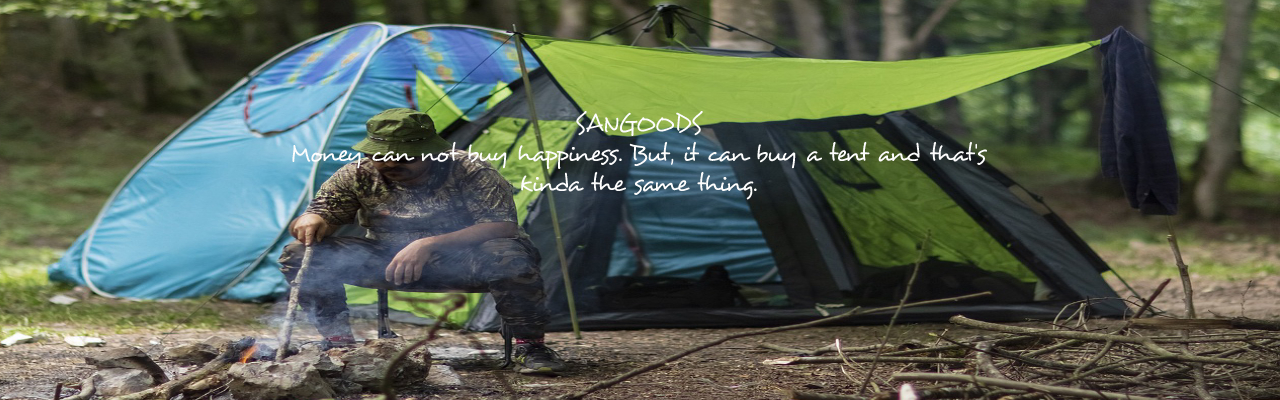 SANGOODS
Money can not buy happiness. But, it can buy a tent and that's
kinda the same thing.